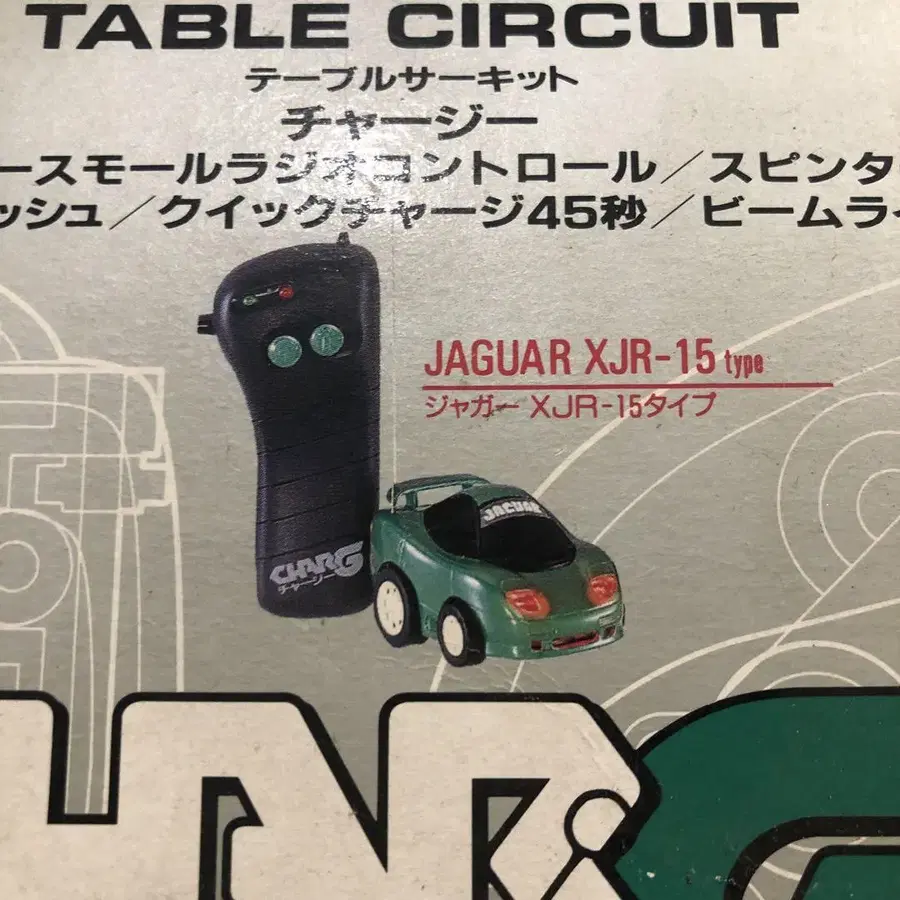 TABLE CIRCUIT
テーブルサーキット
チャージー
ースモールラジオコントロール／スピンタ
ッシュ／クイックチャージ45秒／ビームラ
JAGUAR XJR-15 type
ジャガー XJR-15タイプ
JAGUAR
CHARG
チャージー